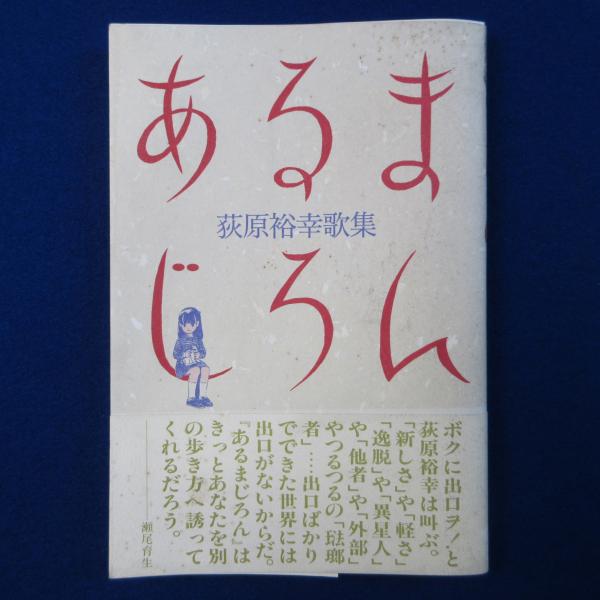 あるま
荻原裕幸歌集
じろん
ボクに出口ヲ！と
荻原裕幸は叫ぶ。
「新しさ」や「軽さ」
「逸脱」や「異星人」
や「他者」や「外部」
やつるつるの「琺瑯
者」……出口ばかり
でできた世界には
出口がないからだ。
『あるまじろん』は
きっとあなたを別
の歩き方へ誘って
くれるだろう。
――瀬尾育生